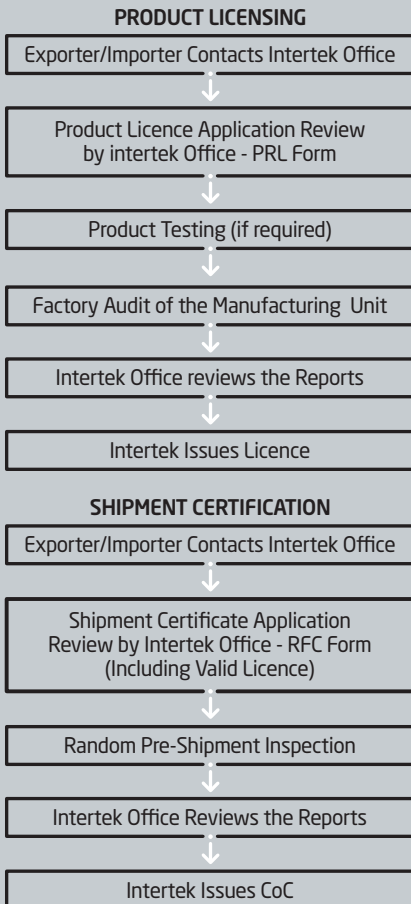 PRODUCT LICENSING
Exporter/Importer Contacts Intertek Office
Product Licence Application Review
by intertek Office - PRL Form
Product Testing (if required)
Factory Audit of the Manufacturing Unit
Intertek Office reviews the Reports
Intertek Issues Licence
SHIPMENT CERTIFICATION
Exporter/Importer Contacts Intertek Office
Shipment Certificate Application
Review by Intertek Office - RFC Form
(Including Valid Licence)
Random Pre-Shipment Inspection
Intertek Office Reviews the Reports
Intertek Issues CoC